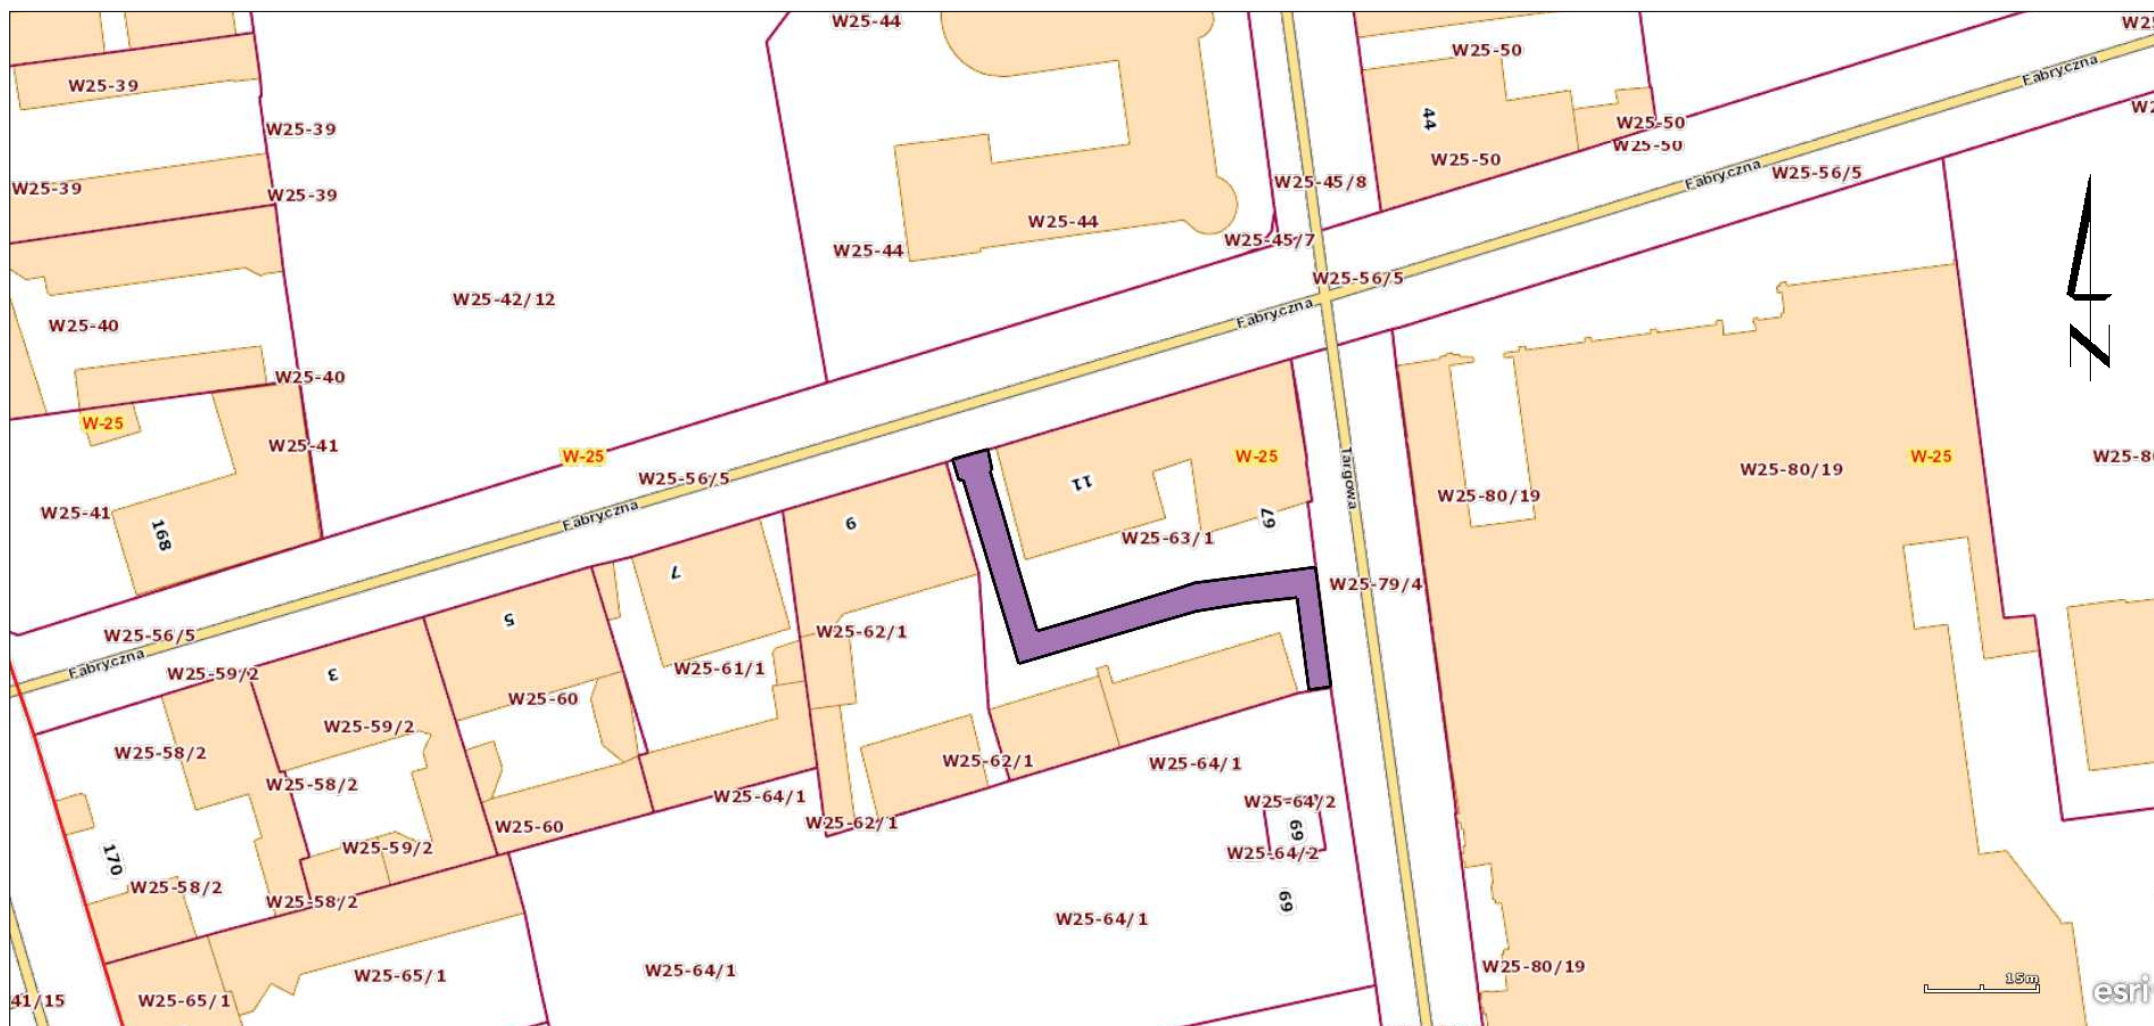 W25-44
W25-50
W25-39
W25-50
W25-39
44
W25-50
W25-50
Fabryczna
W25-39
W25-39
W25-45/8
W25-50
Fabryczna
W25-56/5
W25-44
W25-44
W25-45/7
W25-56/5
W25-42/12
Fabryczna
W25-40
W25-40
W-25
W25-41
W-25
W25-56/5
W-25
W25-80/19
W-25
N
W25-41
168
Fabryczna
9
11
67
W25-63/1
Targowa
W25-80/19
7
5
W25-79/4
W25-56/5
Fabryczna
W25-59/2
3
W25-62/1
W25-61/1
W25-60
W25-59/2
W25-58/2
W25-58/2
W25-62/1
W25-64/1
W25-64/1
W25-64/2
W25-62/1
W25-60
69
W25-59/2
W25-64/2
170
W25-58/2
W25-58/2
69
W25-64/1
W25-64/1
W25-65/1
W25-65/1
41/15
W25-80/19
15m
esri